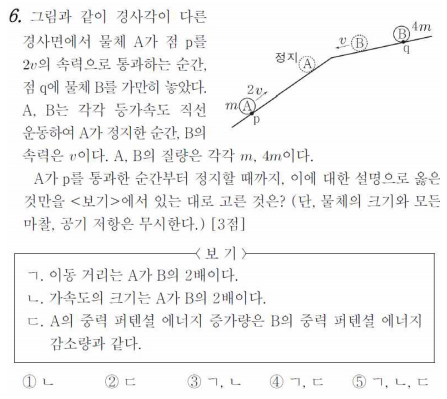 6. 그림과 같이 경사각이 다른
경사면에서 물체 A가 점 p를
2v의 속력으로 통과하는 순간,
점 q에 물체 B를 가만히 놓았다.
A, B는 각각 등가속도 직선
운동하여 A가 정지한 순간, B의
속력은 v이다. A, B의 질량은 각각 m, 4m이다.
정지 A
v B
B 4m
q
2v
m A
p
A가 p를 통과한 순간부터 정지할 때까지, 이에 대한 설명으로 옳은
것만을 <보기>에서 있는 대로 고른 것은? (단, 물체의 크기와 모든
마찰, 공기 저항은 무시한다.) [3점]
<보 기>
ㄱ. 이동 거리는 A가 B의 2배이다.
ㄴ. 가속도의 크기는 A가 B의 2배이다.
ㄷ. A의 중력 퍼텐셜 에너지 증가량은 B의 중력 퍼텐셜 에너지
감소량과 같다.
① ㄴ ② ㄷ ③ ㄱ, ㄴ ④ ㄱ, ㄷ ⑤ ㄱ, ㄴ, ㄷ